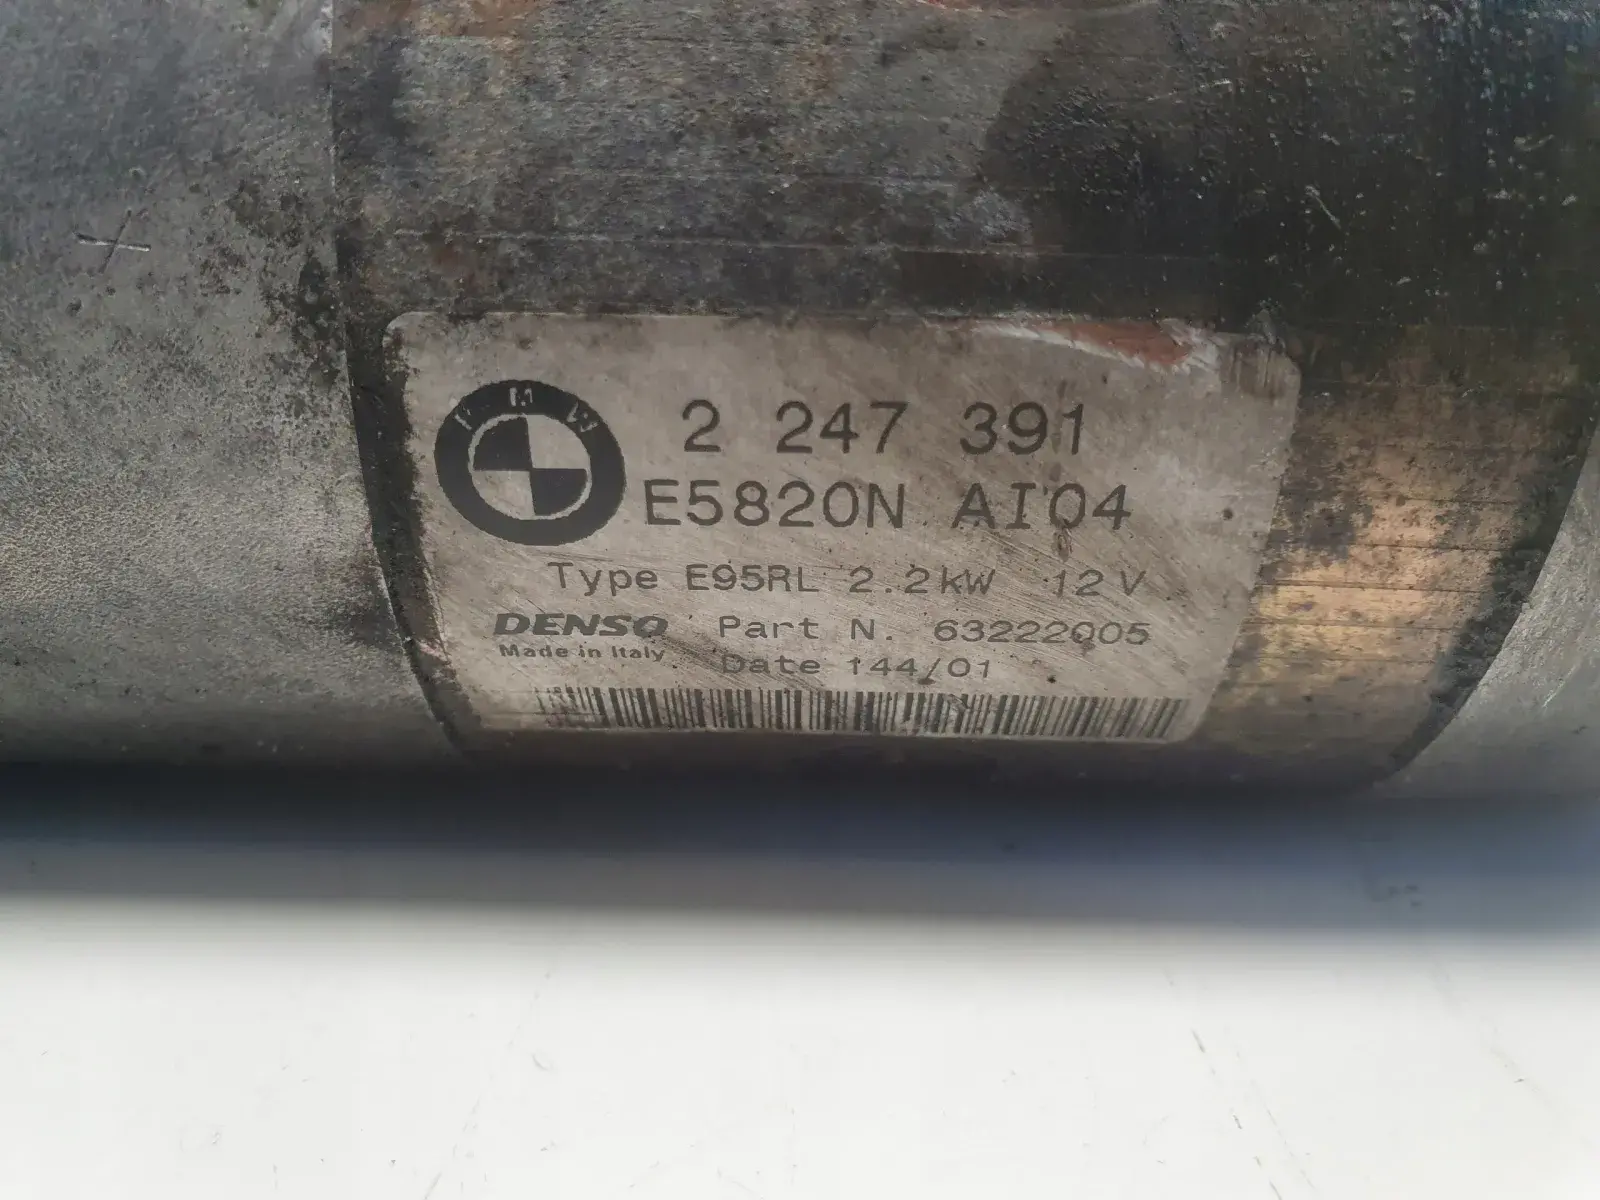 BMW
2 247 391
E5820N AI04
Type E95RL 2.2kW 12V
DENSO Part N. 63222005
Made in Italy Date 144/01